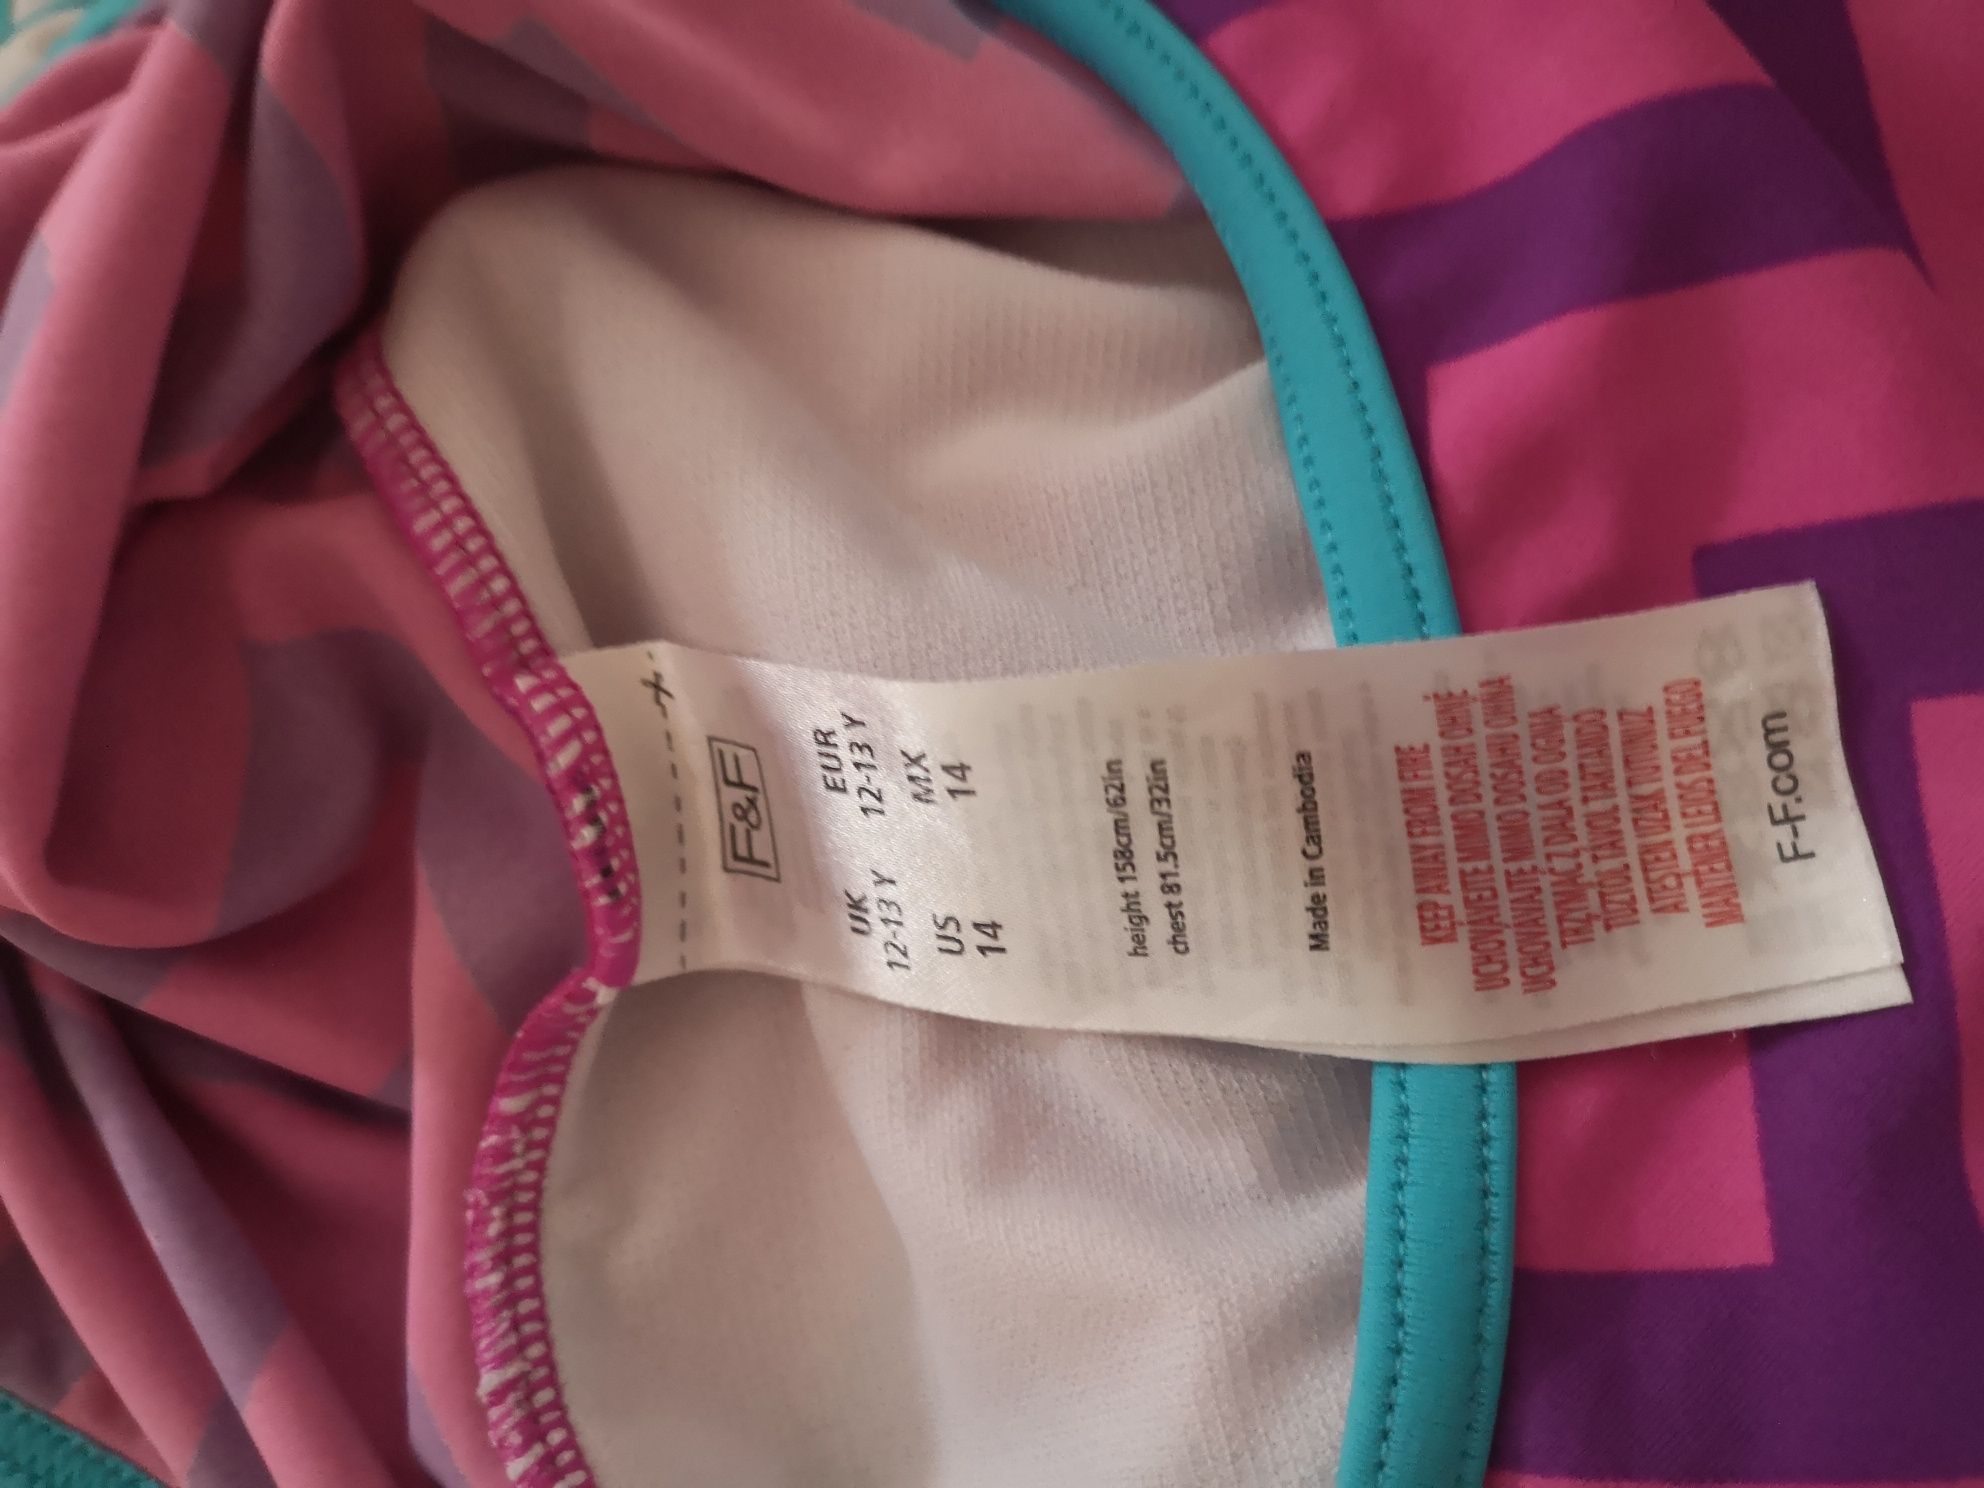 F&F
UK EUR
12-13 Y 12-13 Y
US MX
14 14
height 158cm/62in
chest 81.5cm/32in
Made in Cambodia
KEEP AWAY FROM FIRE
UCHOVÁVEJTE MIMO DOSAH OHNĚ
UCHOVÁVAJTE MIMO DOSAHU OHŇA
TRZYMAĆ Z DALA OD OGNIA
TŰZTŐL TÁVOL TARTANDÓ
ATEŞTEN UZAK TUTUNUZ
MANTENER LEJOS DEL FUEGO
F-F.com